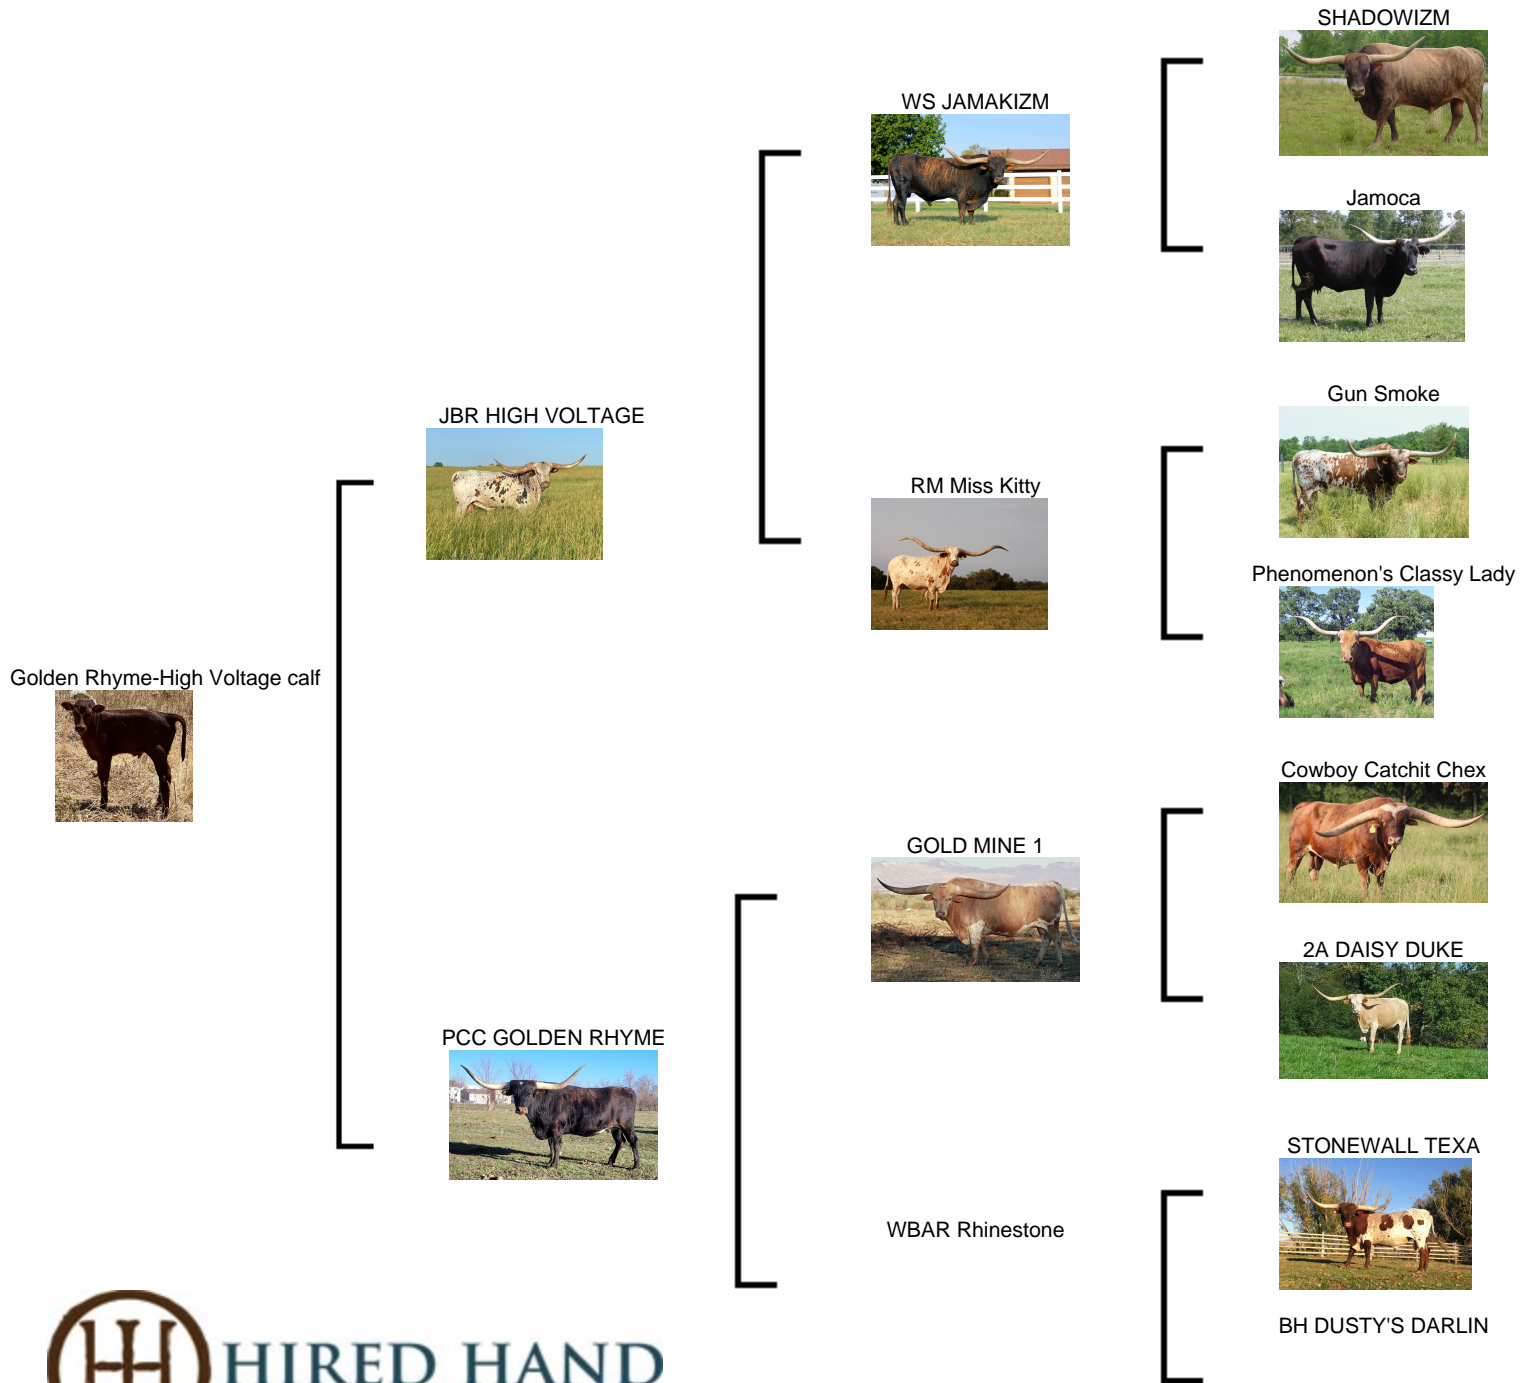 SHADOWIZM
WS JAMAKIZM
Jamoca
Gun Smoke
JBR HIGH VOLTAGE
RM Miss Kitty
Phenomenon's Classy Lady
Golden Rhyme-High Voltage calf
Cowboy Catchit Chex
GOLD MINE 1
2A DAISY DUKE
PCC GOLDEN RHYME
STONEWALL TEXA
WBAR Rhinestone
BH DUSTY'S DARLIN
HIRED HAND